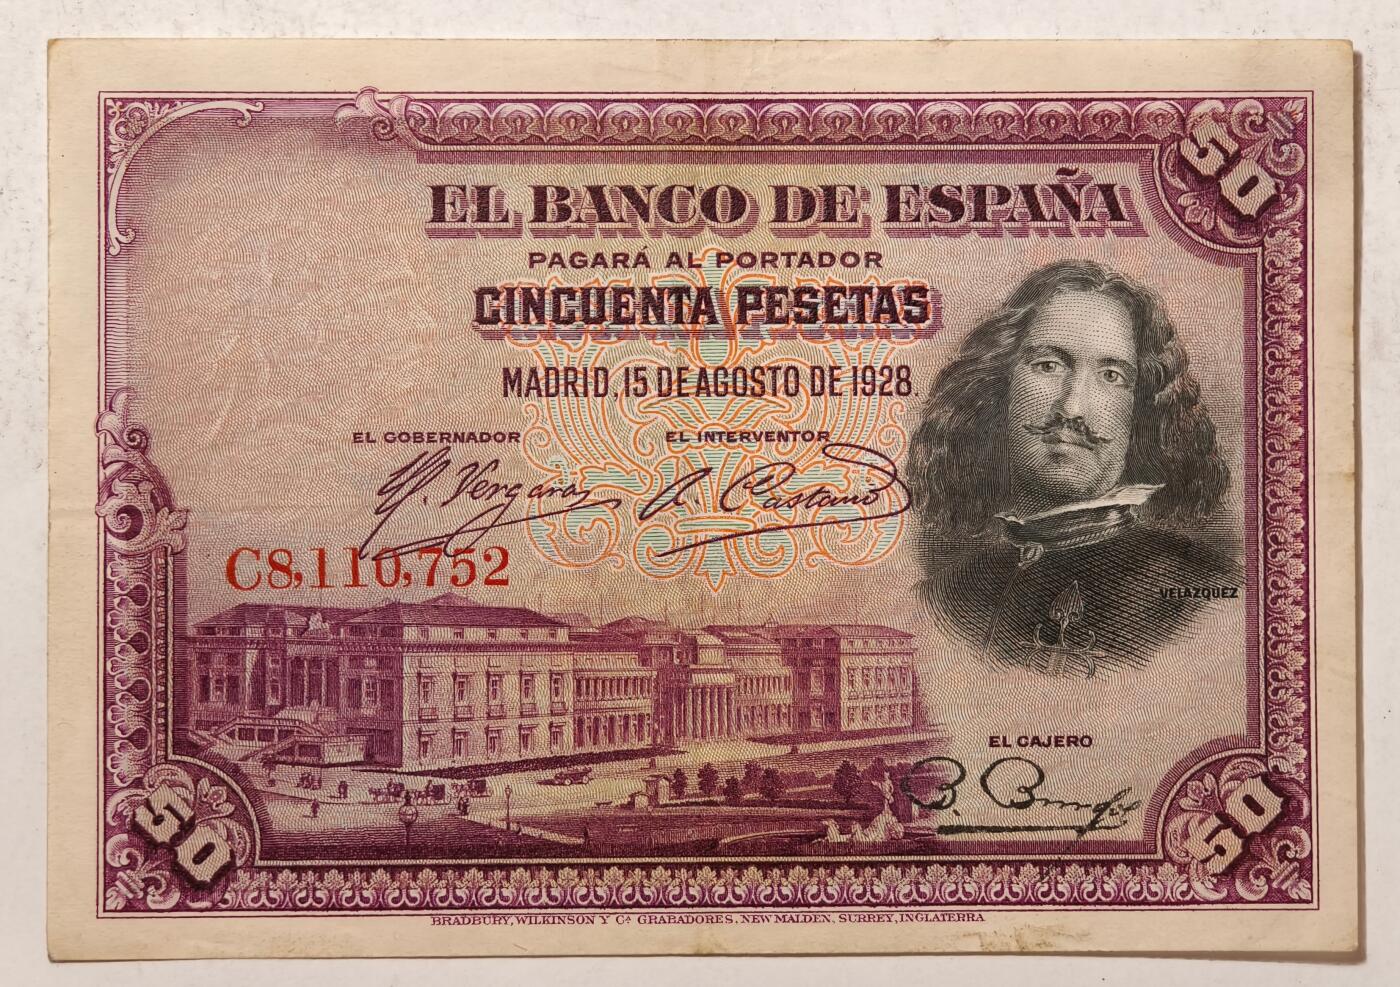 50
EL BANCO DE ESPAÑA
PAGARÁ AL PORTADOR
CINCUENTA PESETAS
MADRID, 15 DE AGOSTO DE 1928.
EL GOBERNADOR
EL INTERVENTOR
C8,110,752
VELAZQUEZ
EL CAJERO
50
50
BRADBURY, WILKINSON Y Cª GRABADORES, NEW MALDEN, SURREY, INGLATERRA